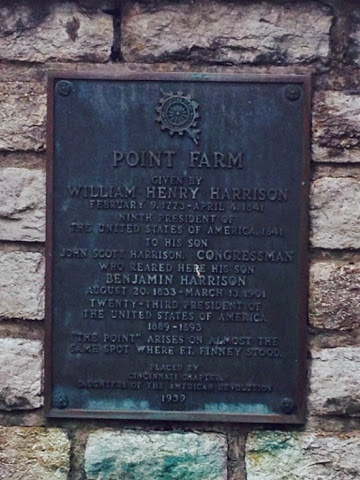 POINT FARM
GIVEN BY
WILLIAM HENRY HARRISON
FEBRUARY 9, 1773-APRIL 4, 1841
NINTH PRESIDENT OF
THE UNITED STATES OF AMERICA, 1841
TO HIS SON
JOHN SCOTT HARRISON, CONGRESSMAN
WHO REARED HERE HIS SON
BENJAMIN HARRISON
AUGUST 20, 1833-MARCH 13, 1901
TWENTY-THIRD PRESIDENT OF
THE UNITED STATES OF AMERICA
1889-1893
"THE POINT" ARISES ON ALMOST THE
SAME SPOT WHERE FT. FINNEY STOOD
PLACED BY
CINCINNATI CHAPTER
DAUGHTERS OF THE AMERICAN REVOLUTION